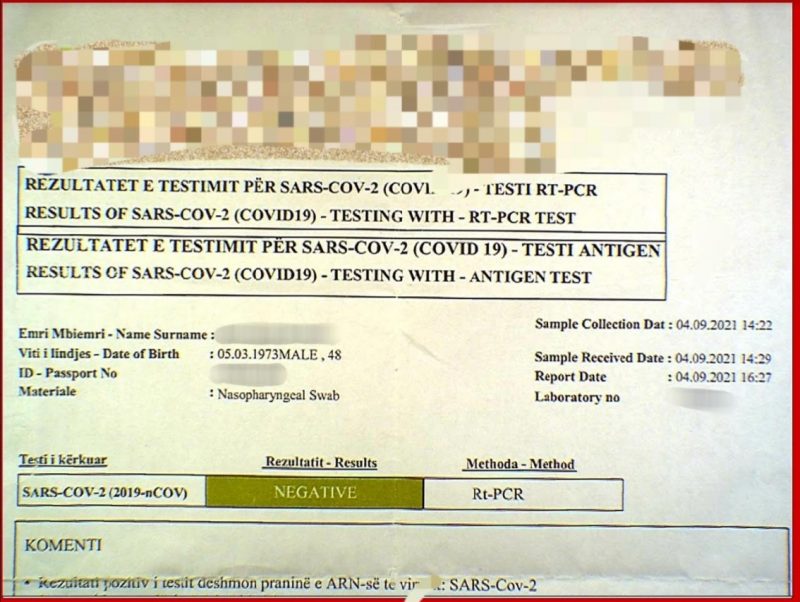 REZULTATET E TESTIMIT PËR SARS-COV-2 - TESTI RT-PCR
RESULTS OF SARS-COV-2 (COVID19) - TESTING WITH - RT-PCR TEST
REZULTATET E TESTIMIT PËR SARS-COV-2 (COVID 19) - TESTI ANTIGEN
RESULTS OF SARS-COV-2 (COVID19) - TESTING WITH - ANTIGEN TEST
Emri Mbiemri - Name Surname :
Viti i lindjes - Date of Birth : 05.03.1973MALE , 48
ID - Passport No
Materiale : Nasopharyngeal Swab
Sample Collection Dat : 04.09.2021 14:22
Sample Received Date : 04.09.2021 14:29
Report Date : 04.09.2021 16:27
Laboratory no
Testi i kërkuar Rezultatit - Results Methoda - Method
SARS-COV-2 (2019-nCOV) NEGATIVE Rt-PCR
KOMENTI
• Rezultati pozitiv i testit deshmon praninë e ARN-së te SARS-Cov-2